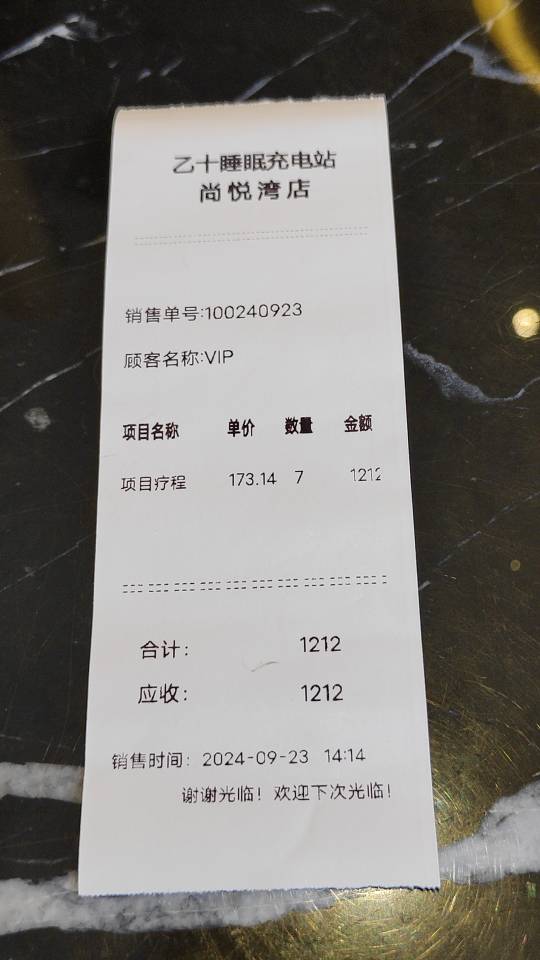 乙十睡眠充电站
尚悦湾店
销售单号:100240923
顾客名称:VIP
项目名称 单价 数量 金额
项目疗程 173.14 7 1212
合计: 1212
应收: 1212
销售时间: 2024-09-23 14:14
谢谢光临! 欢迎下次光临!